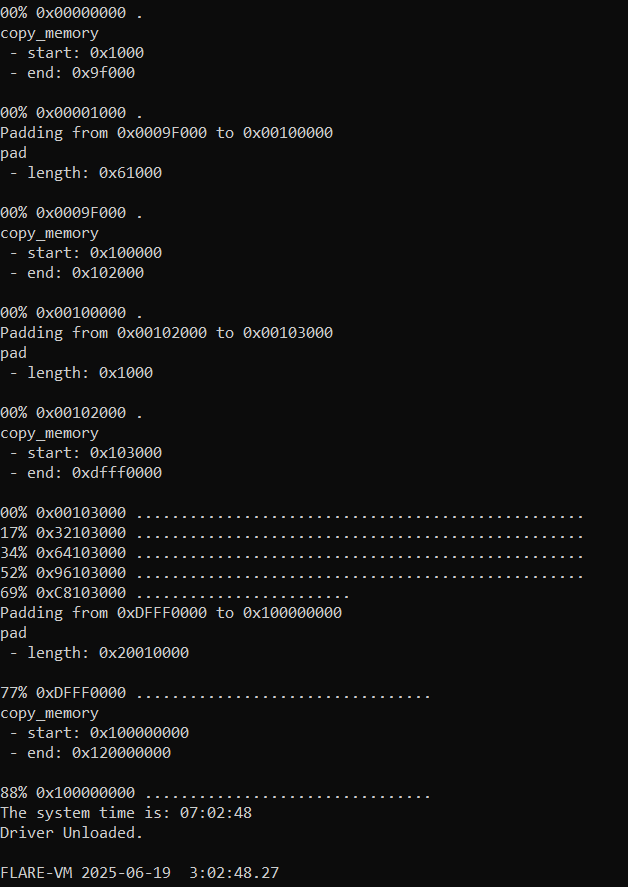 00% 0x00000000 .
copy_memory
 - start: 0x1000
 - end: 0x9f000

00% 0x00001000 .
Padding from 0x0009F000 to 0x00100000
pad
 - length: 0x61000

00% 0x0009F000 .
copy_memory
 - start: 0x100000
 - end: 0x102000

00% 0x00100000 .
Padding from 0x00102000 to 0x00103000
pad
 - length: 0x1000

00% 0x00102000 .
copy_memory
 - start: 0x103000
 - end: 0xdfff0000

00% 0x00103000 ..................................................
17% 0x32103000 ..................................................
34% 0x64103000 ..................................................
52% 0x96103000 ..................................................
69% 0xC8103000 ........................
Padding from 0xDFFF0000 to 0x100000000
pad
 - length: 0x20010000

77% 0xDFFF0000 .................................
copy_memory
 - start: 0x100000000
 - end: 0x120000000

88% 0x100000000 ................................
The system time is: 07:02:48
Driver Unloaded.

FLARE-VM 2025-06-19  3:02:48.27